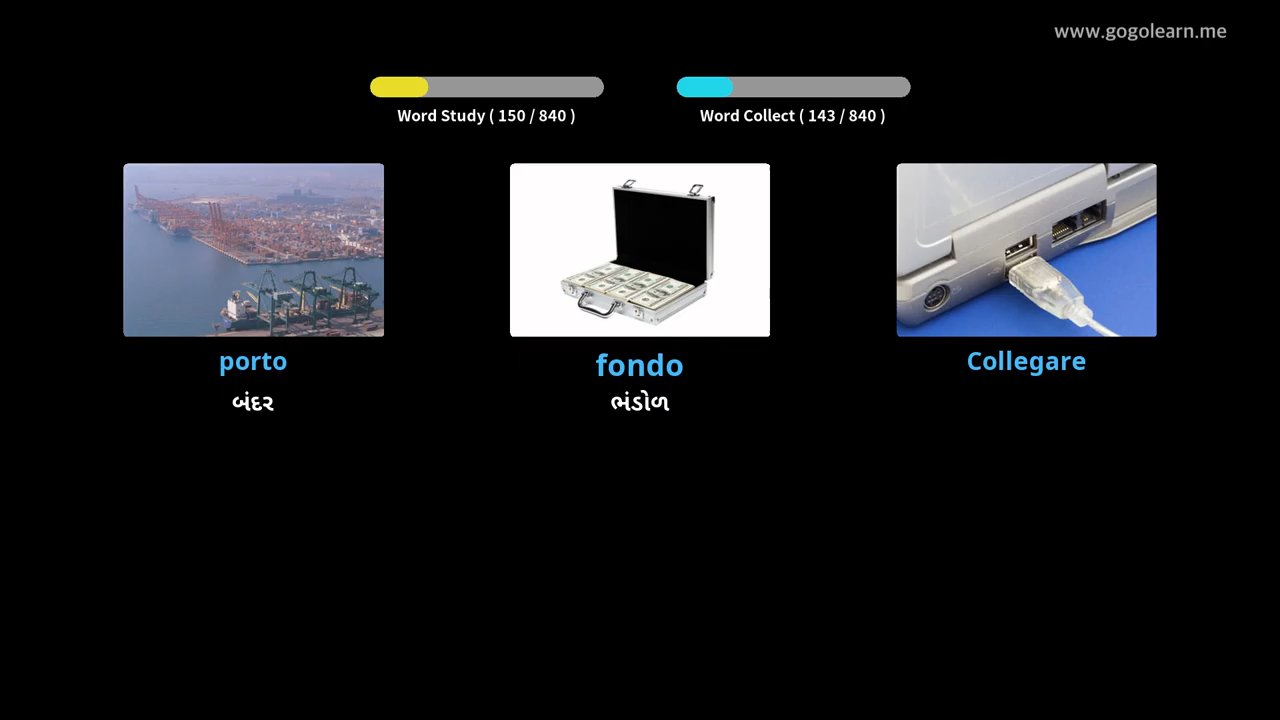 www.gogolearn.me
Word Study ( 150 / 840 )
Word Collect ( 143 / 840 )
porto
fondo
Collegare
બંદર
ભંડોળ